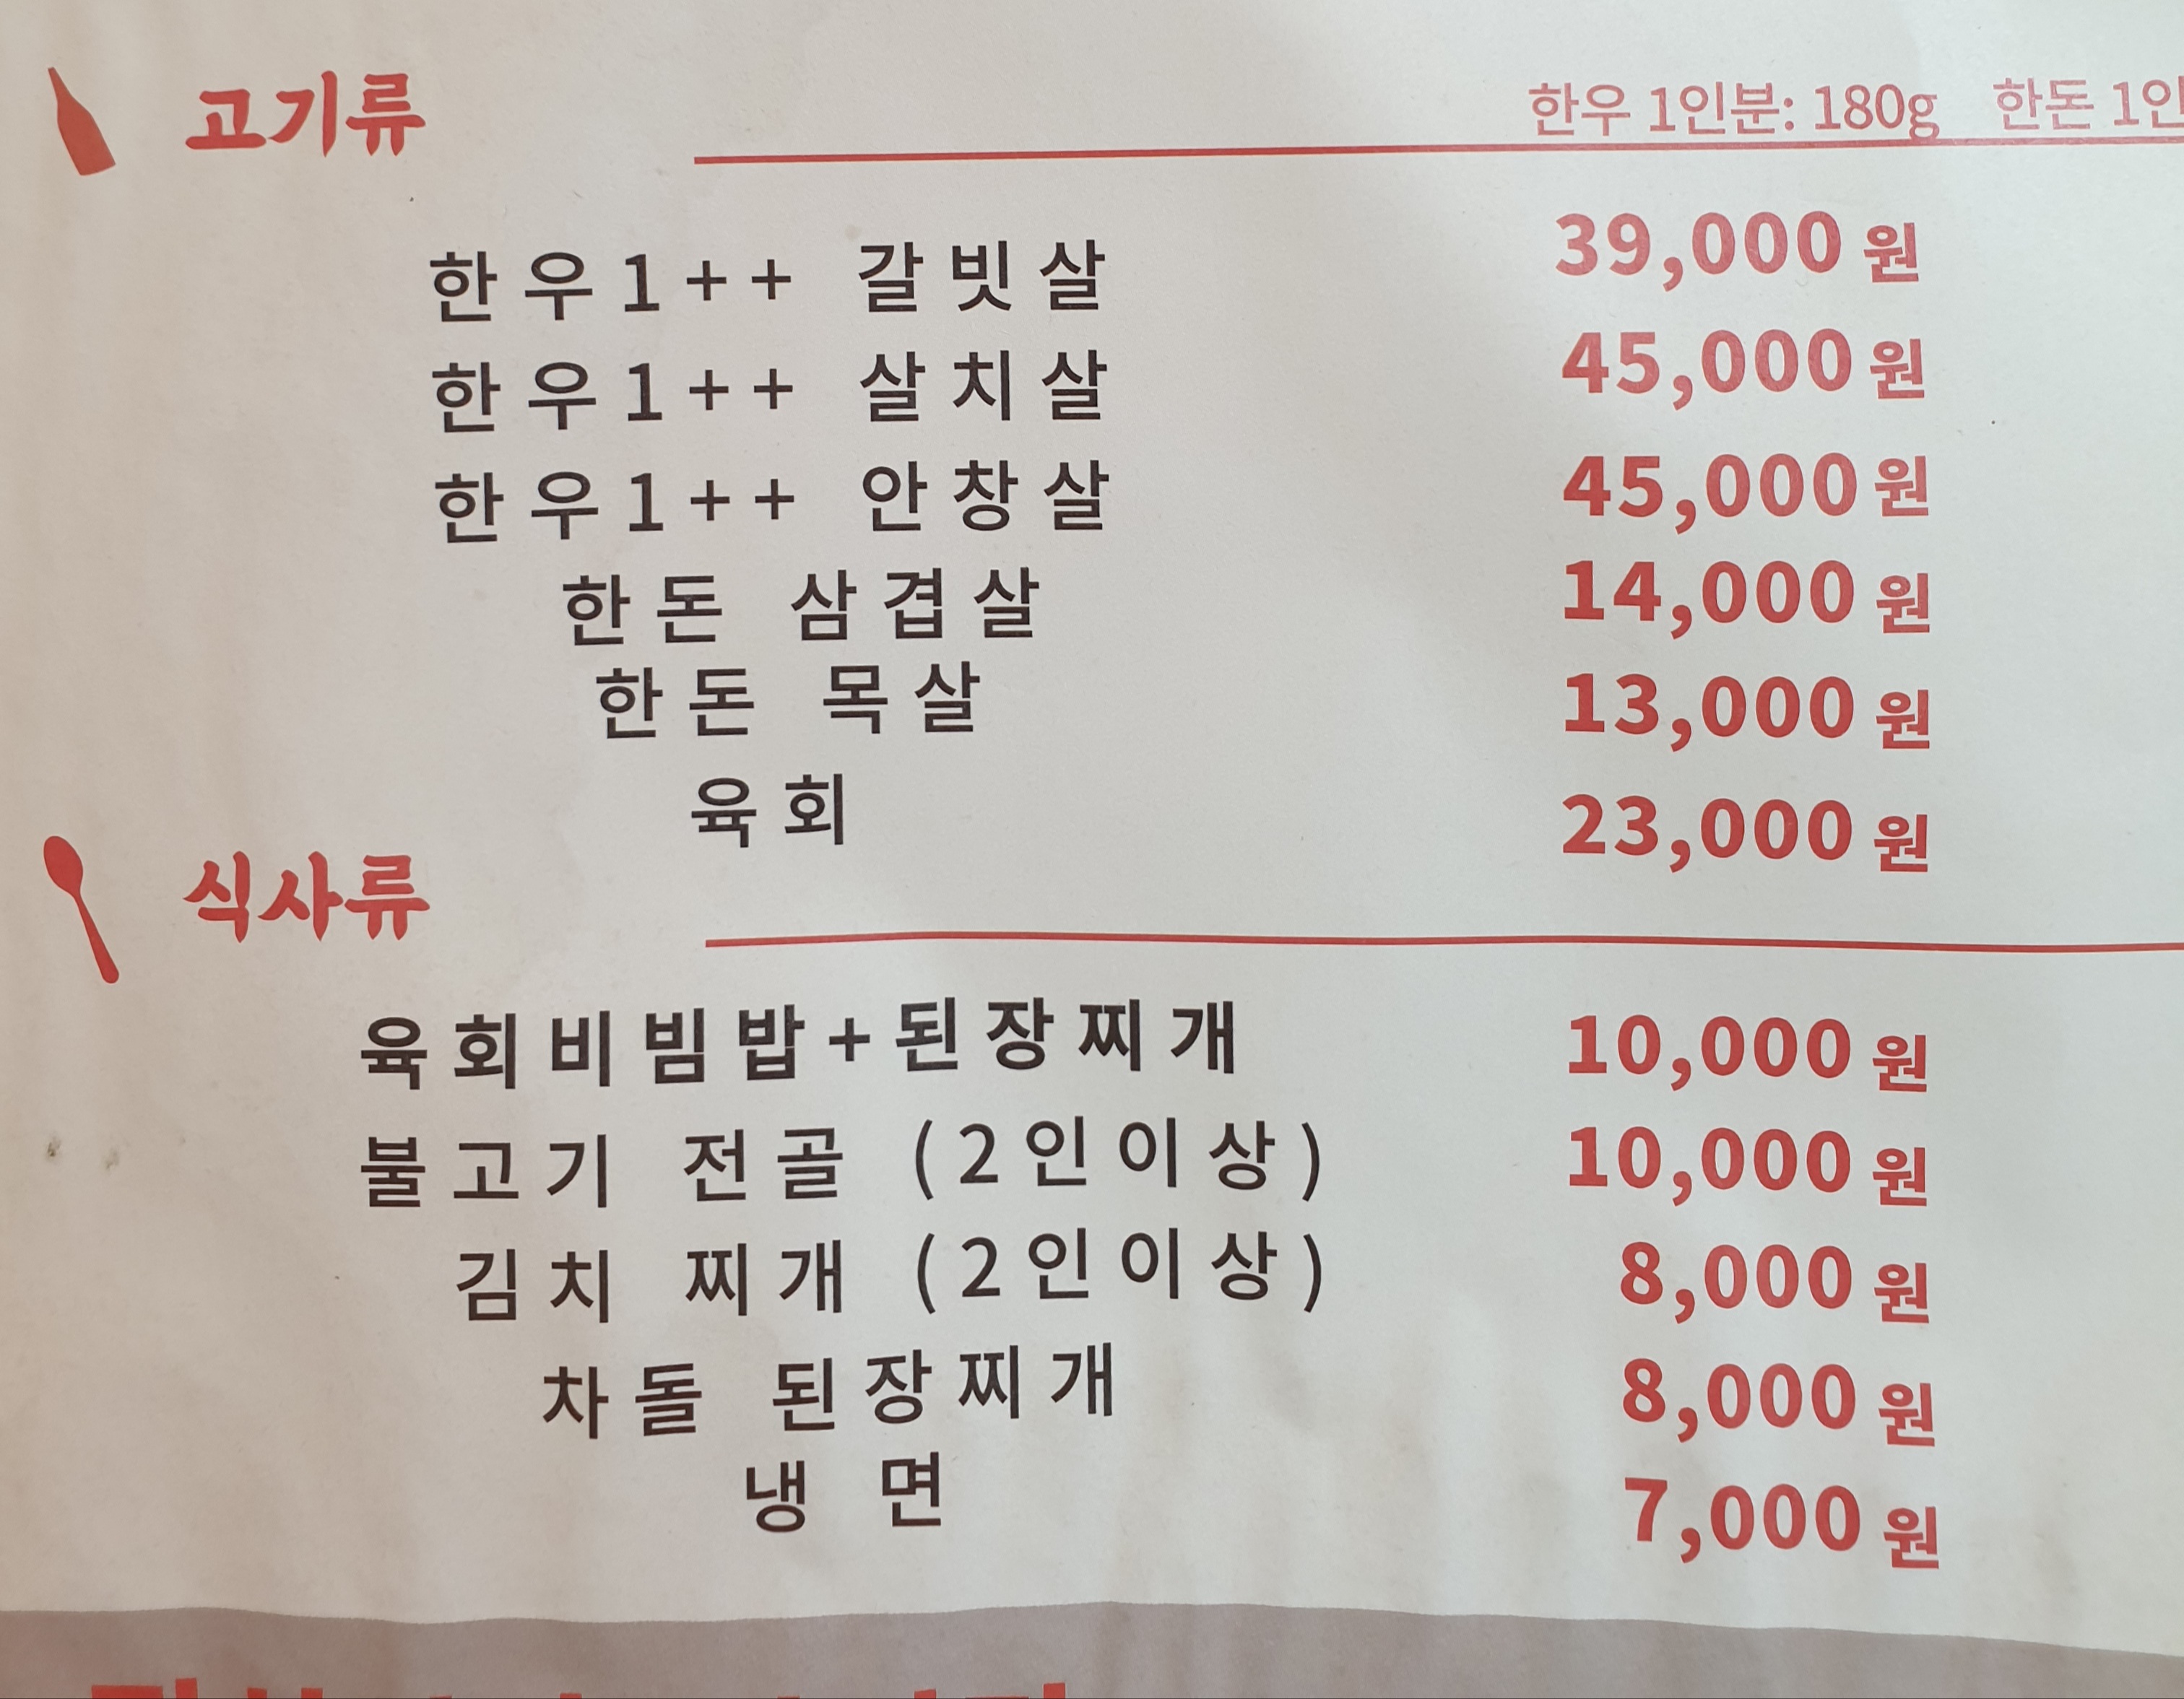 고기류
한우 1인분: 180g 한돈 1인
한우1++ 갈빗살 39,000원
한우1++ 살치살 45,000원
한우1++ 안창살 45,000원
한돈 삼겹살 14,000원
한돈 목살 13,000원
육회 23,000원
식사류
육회비빔밥+된장찌개 10,000원
불고기 전골 (2인이상) 10,000원
김치 찌개 (2인이상) 8,000원
차돌 된장찌개 8,000원
냉 면 7,000원